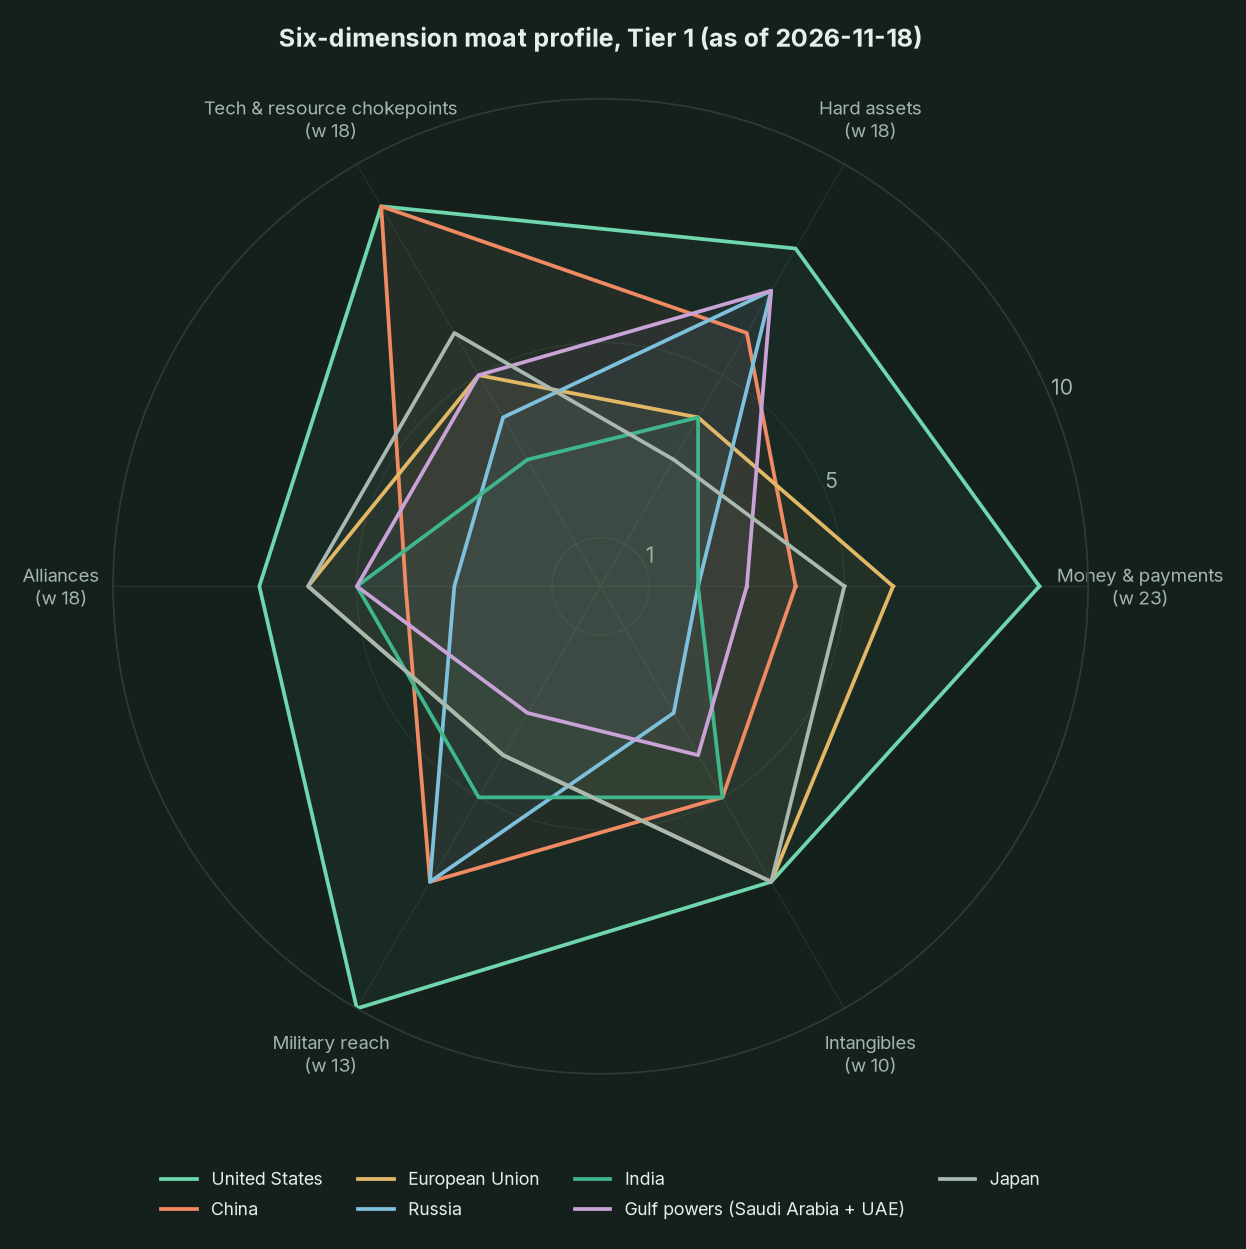 Six-dimension moat profile, Tier 1 (as of 2026-11-18)
Tech & resource chokepoints
(w 18)
Hard assets
(w 18)
10
5
1
Alliances
(w 18)
Money & payments
(w 23)
Military reach
(w 13)
Intangibles
(w 10)
United States
European Union
India
Japan
China
Russia
Gulf powers (Saudi Arabia + UAE)